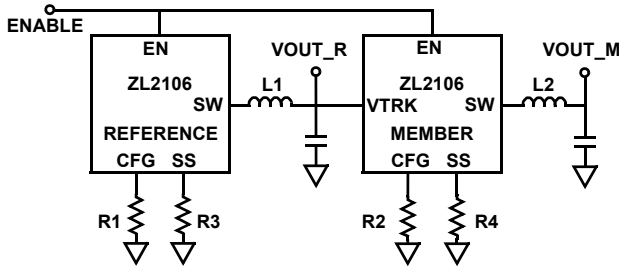 ENABLE
EN
ZL2106
SW
REFERENCE
CFG SS
R1
R3
L1
VOUT_R
EN
ZL2106
VTRK
SW
MEMBER
CFG SS
R2
R4
L2
VOUT_M